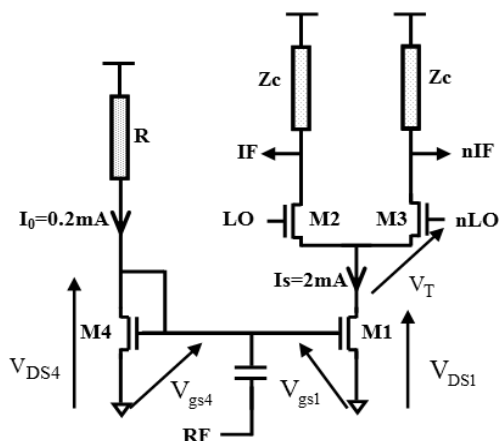 Zc
Zc
R
IF
nIF
I0=0.2mA
LO
M2
M3
nLO
Is=2mA
VT
M4
M1
VDS4
Vgs4
Vgs1
VDS1
RF